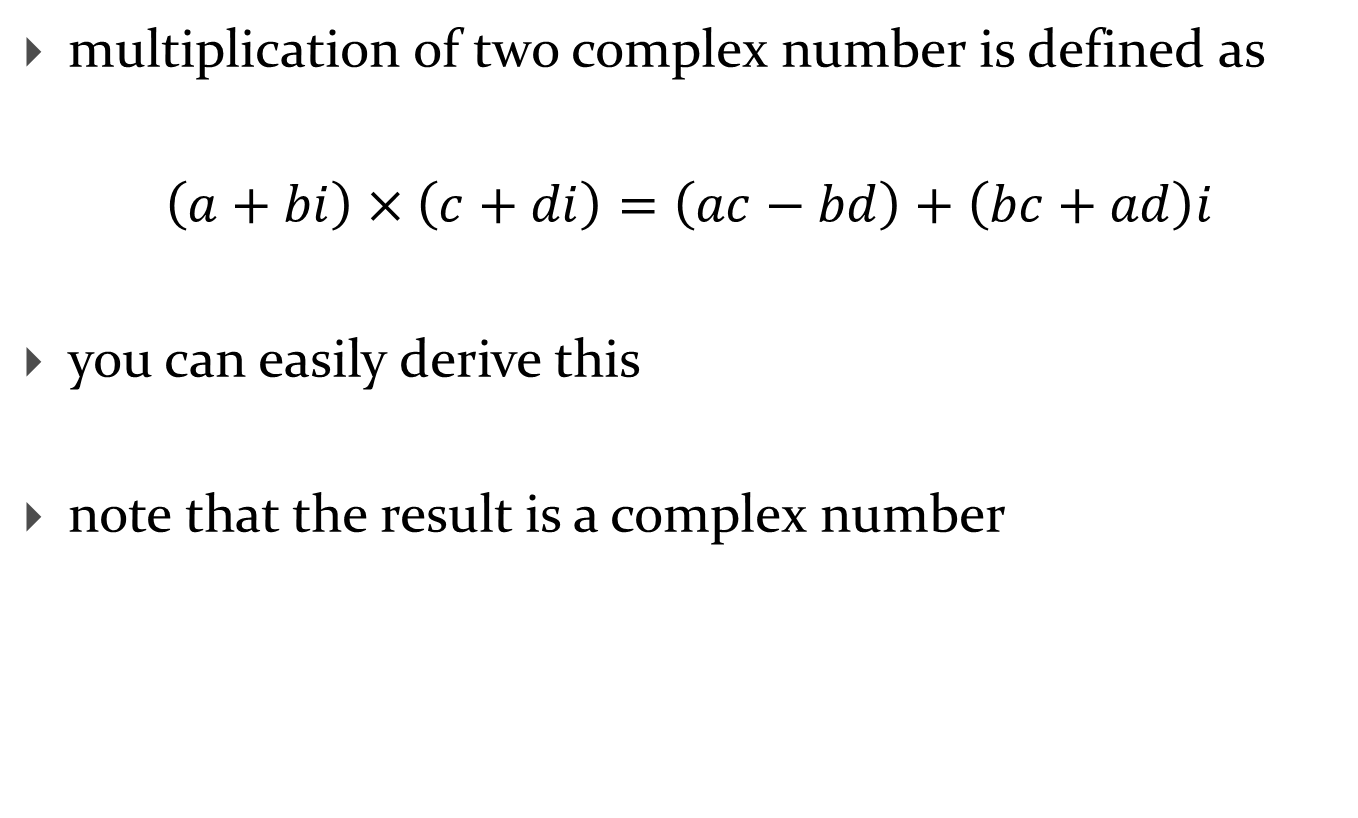 multiplication of two complex number is defined as
(a + bi) × (c + di) = (ac − bd) + (bc + ad)i
you can easily derive this
note that the result is a complex number